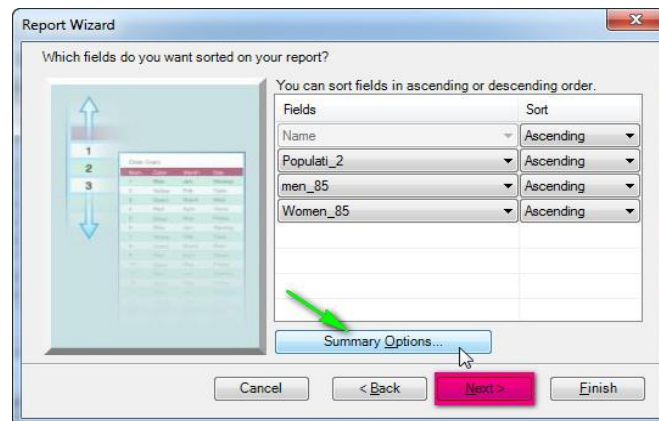 Report Wizard
Which fields do you want sorted on your report?
You can sort fields in ascending or descending order.
Fields Sort
Name Ascending
Populati_2 Ascending
men_85 Ascending
Women_85 Ascending
1
2
3
Summary Options...
Cancel < Back Next > Finish